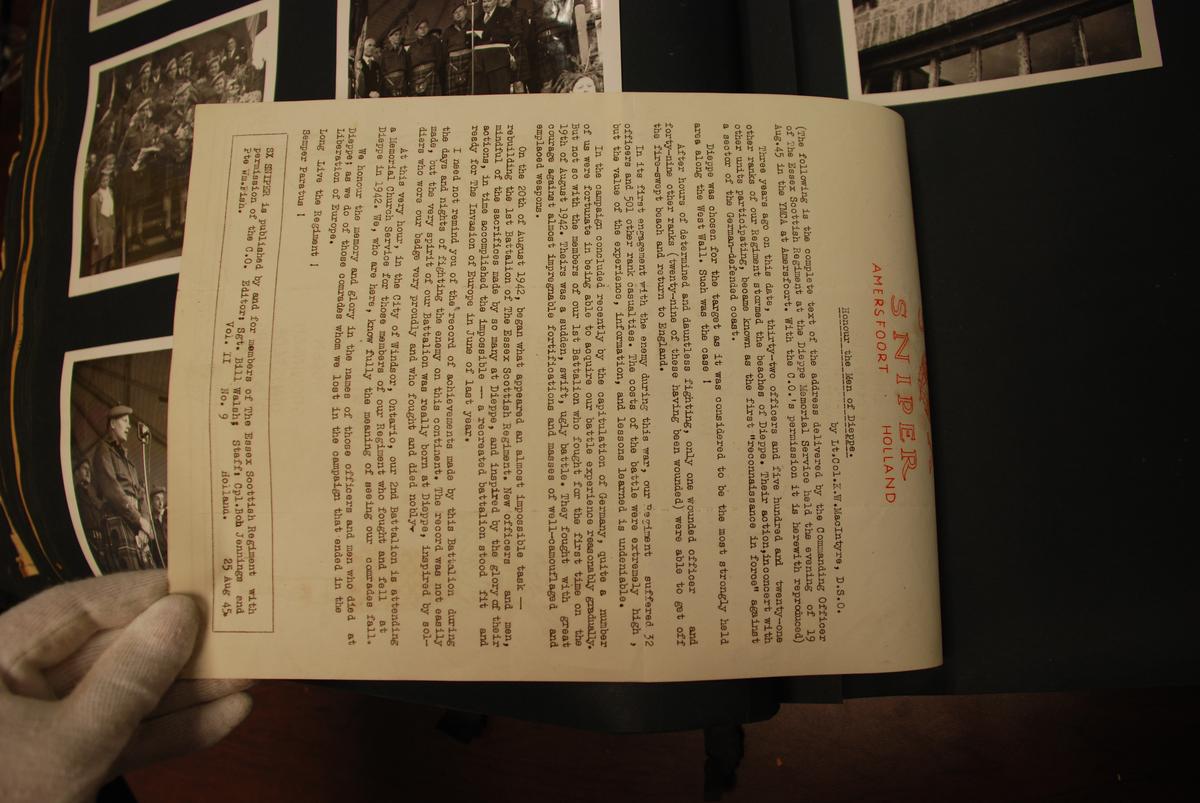 SNIPER
AMERSFOORT HOLLAND
Honour the Men of Dieppe.
by Lt.Col.K.W.MacIntyre, D.S.O.
(The following is the complete text of the address delivered by the Commanding Officer
of The Essex Scottish Regiment at the Dieppe Memorial Service held the evening of 19
Aug.45 in the YMCA at Amersfoort. With the C.O.'s permission it is herewith reproduced)
Three years ago on this date, thirty-two officers and five hundred and twenty-one
other ranks of our Regiment stormed the beaches of Dieppe. Their action,inconcert with
other units participating, became known as the first "reconnaissance in force" against
a sector of the German-defended coast.
Dieppe was chosen for the target as it was considered to be the most strongly held
area along the West Wall. Such was the case !
After hours of determined and dauntless fighting, only one wounded officer and
forty-nine other ranks (twenty-nine of these having been wounded) were able to get off
the fire-swept beach and return to England.
In its first engagement with the enemy during this war, our Regiment suffered 32
officers and 501 other rank casualties. The costs of the battle were extremely high ,
but the value of the experience, information, and lessons learned is undeniable.
In the campaign concluded recently by the capitulation of Germany, quite a number
of us were fortunate in being able to acquire our battle experience reasonably gradually.
But not so with the members of our 1st Battalion who fought for the first time on the
19th of August 1942. Theirs was a sudden, swift, ugly battle. They fought with great
courage against almost impregnable fortifications and masses of well-camouflaged and
emplaced weapons.
On the 20th of August 1942, began what appeared an almost impossible task —
rebuilding the 1st Battalion of The Essex Scottish Regiment. New officers and men,
mindful of the sacrifices made by so many at Dieppe, and inspired by the glory of their
actions, in time accomplished the impossible -- a recreated battalion stood fit and
ready for The Invasion of Europe in June of last year.
I need not remind you of the record of achievements made by this Battalion during
the days and nights of fighting the enemy on this continent. The record was not easily
made, but the very spirit of our Battalion was really born at Dieppe, inspired by sol-
diers who wore our badge very proudly and who fought and died nobly.
At this very hour, in the City of Windsor, Ontario, our 2nd Battalion is attending
a Memorial Church Service for those members of our Regiment who fought and fell at
Dieppe in 1942. We, who are here, know fully the meaning of seeing our comrades fall.
We honour the memory and glory in the names of those officers and men who died at
Dieppe; as we do of those comrades whom we lost in the campaign that ended in the
Liberation of Europe.
Long Live the Regiment !
Semper Paratus !
SX SNIPER is published by and for members of The Essex Scottish Regiment with
permission of the C.O. Editor; Sgt. Bill Walsh; Staff; Cpl.Bob Jennings and
Pte Wm.Fish.
Vol. II No. 9 Holland. 25 Aug 45.